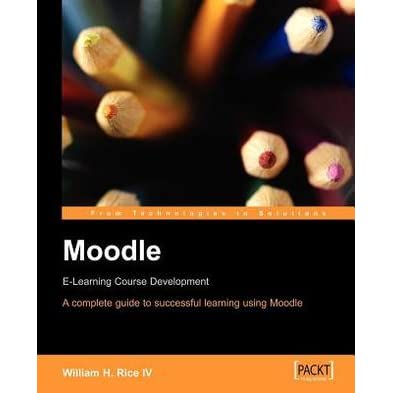 From Technologies to Solutions
Moodle
E-Learning Course Development
A complete guide to successful learning using Moodle
William H. Rice IV
PACKT